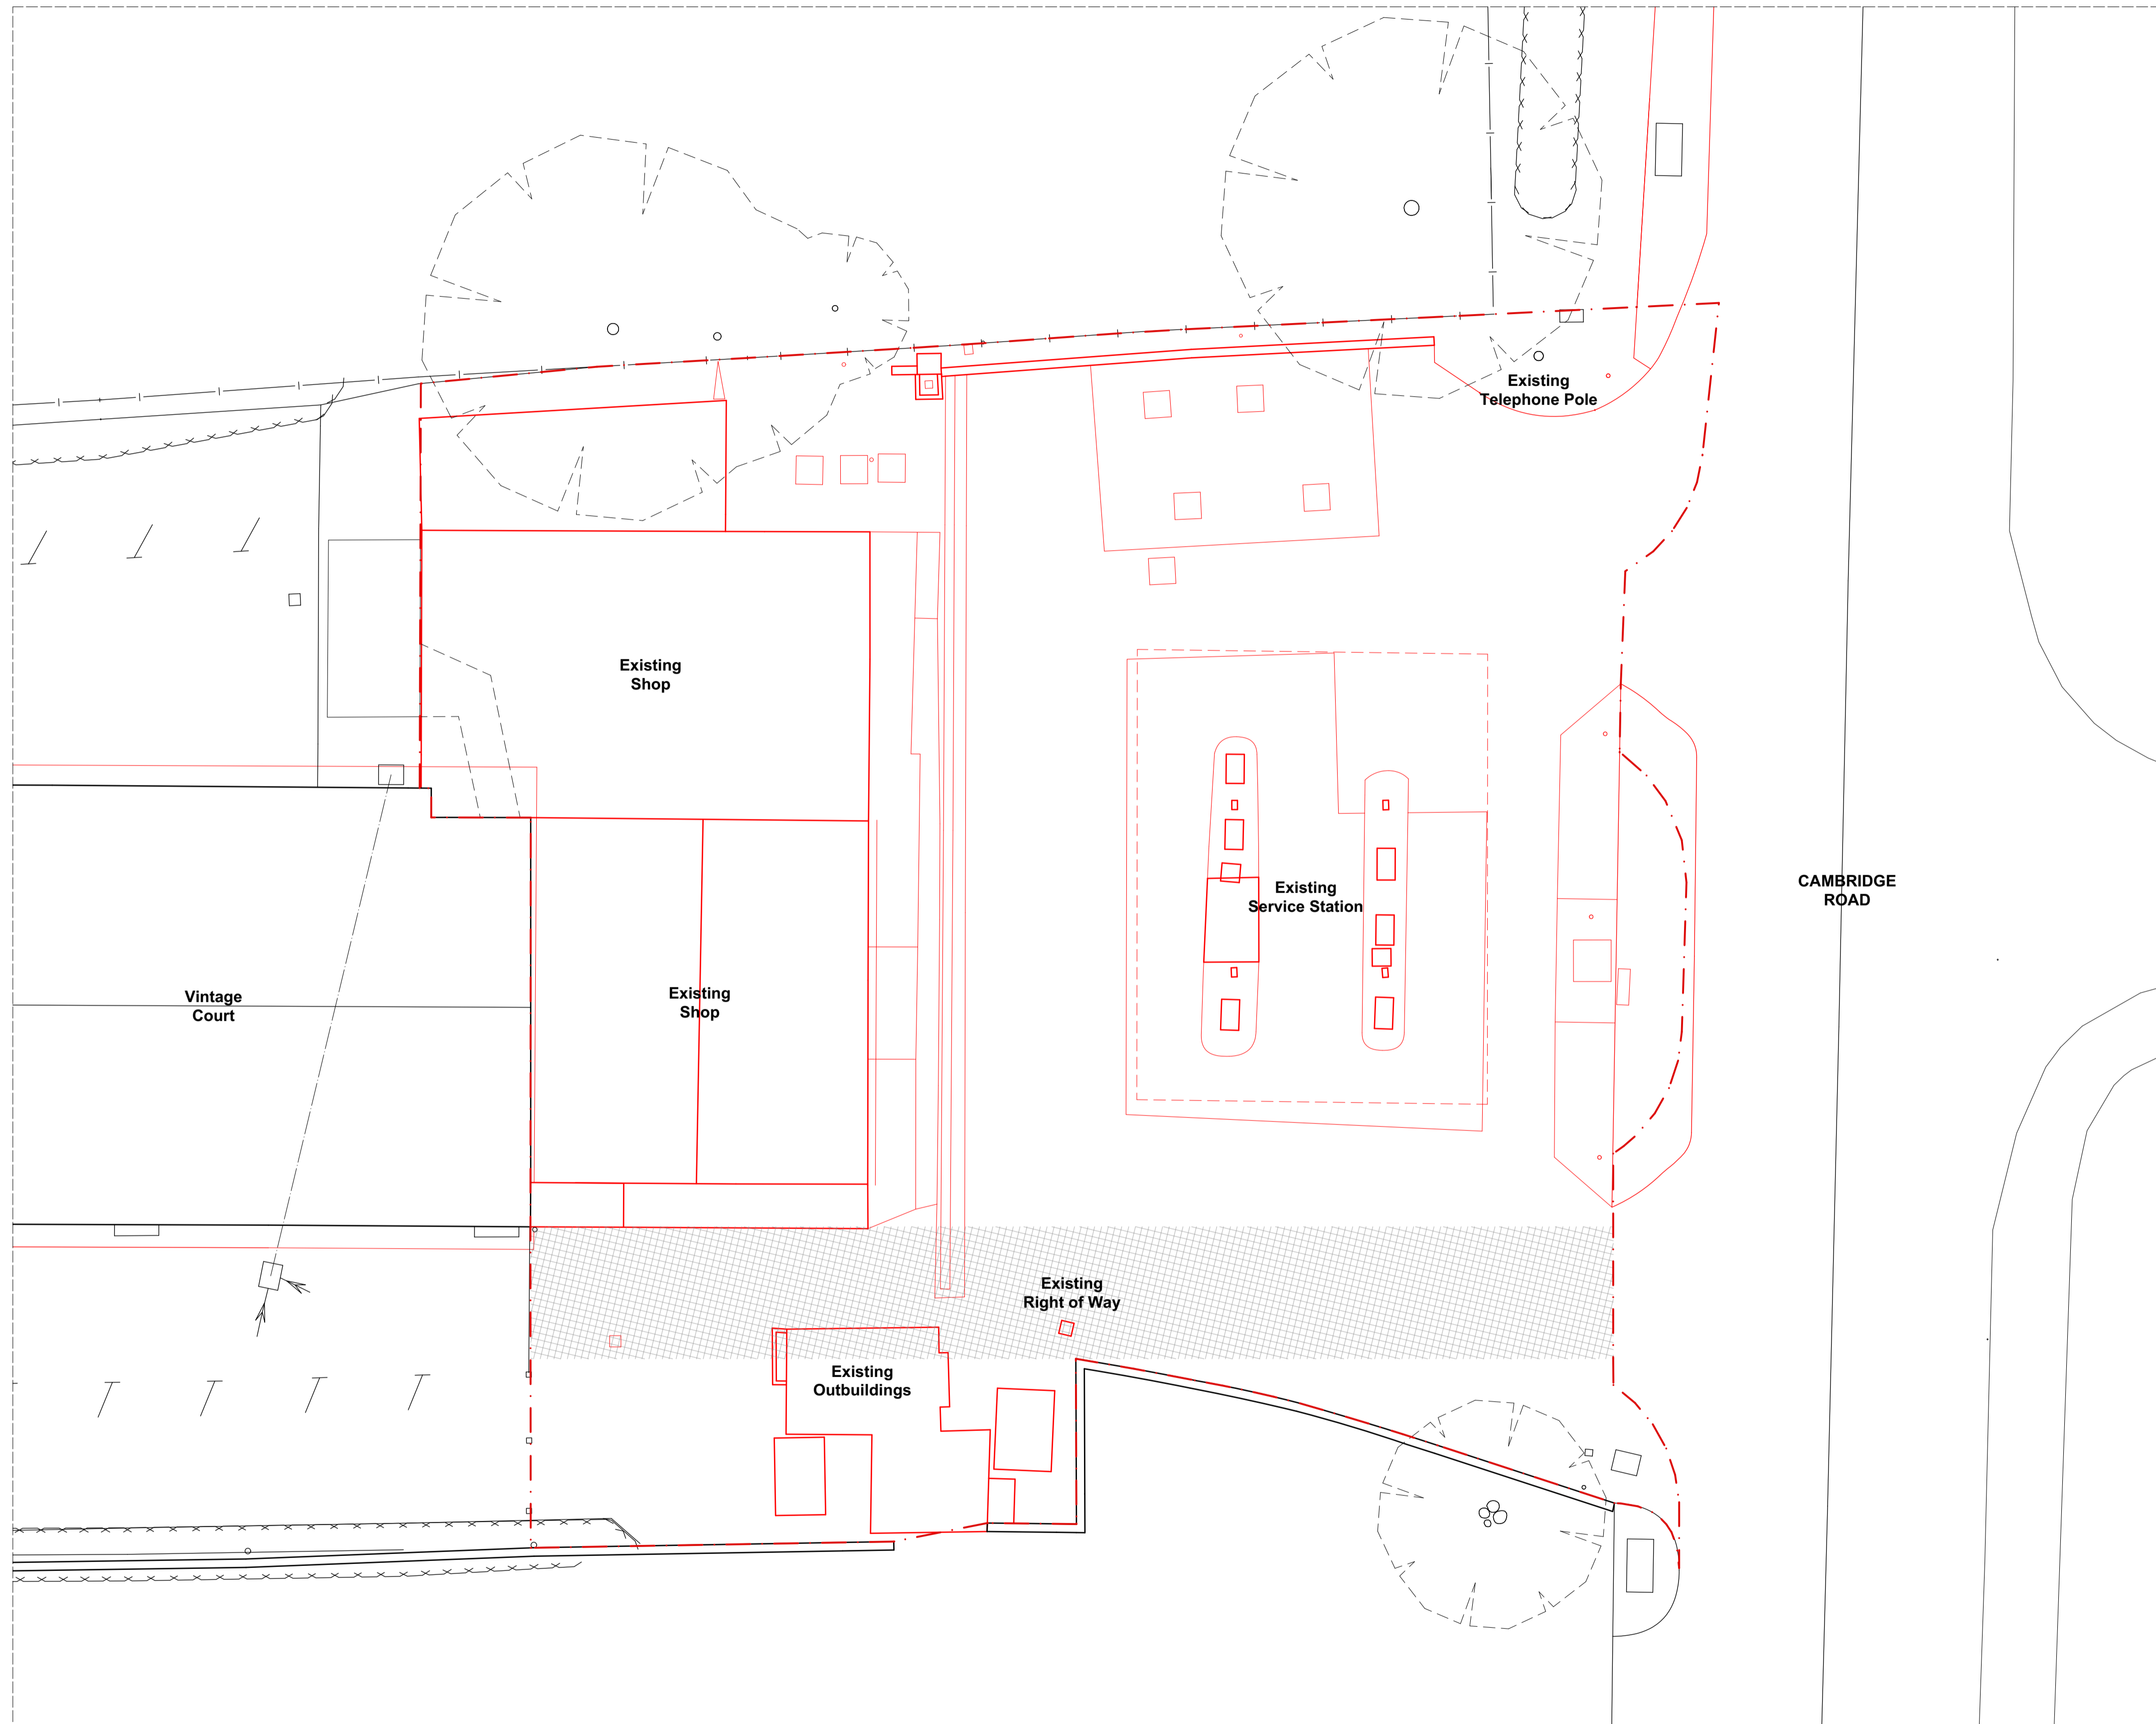 Existing
Telephone Pole
Existing
Shop
Existing
Service Station
CAMBRIDGE
ROAD
Vintage
Court
Existing
Shop
Existing
Right of Way
Existing
Outbuildings